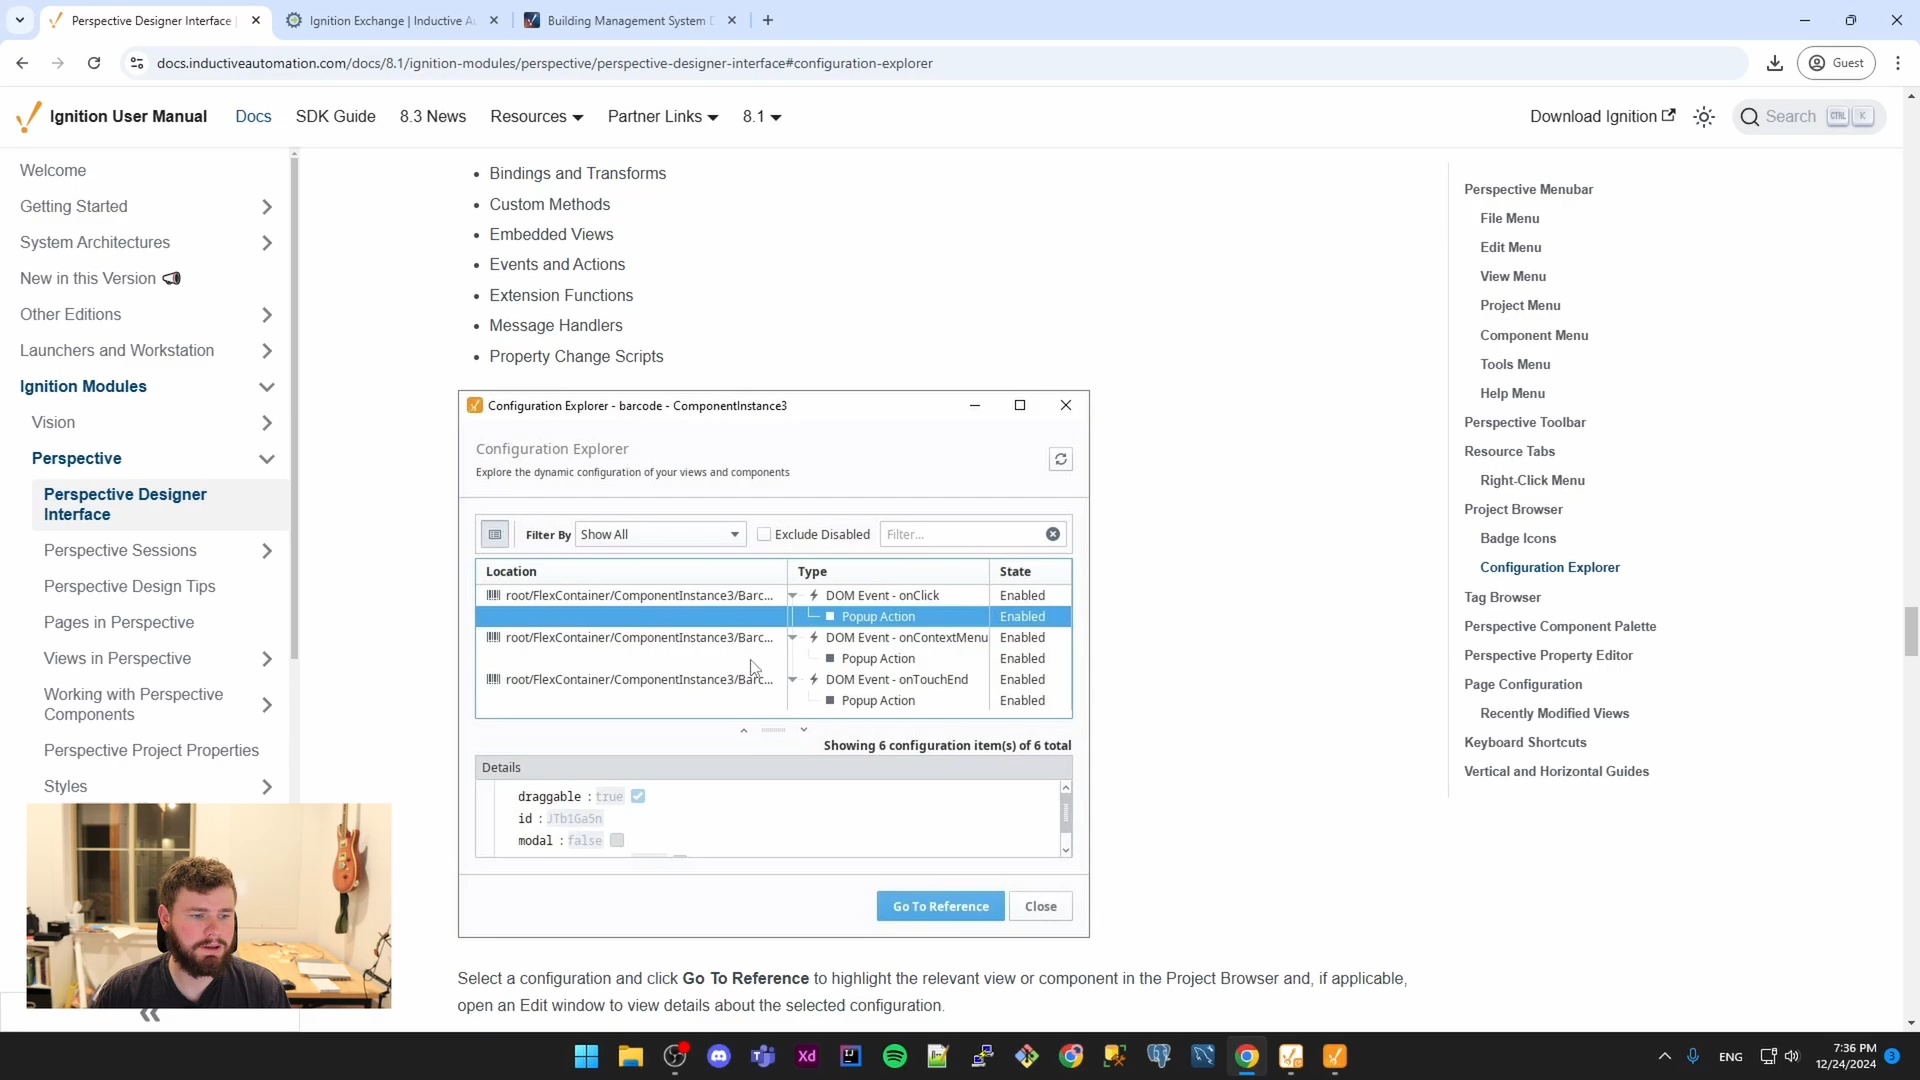 Perspective Designer Interface
Ignition Exchange | Inductive Au
Building Management System D
docs.inductiveautomation.com/docs/8.1/ignition-modules/perspective/perspective-designer-interface#configuration-explorer
Guest
Ignition User Manual
Docs
SDK Guide
8.3 News
Resources
Partner Links
8.1
Download Ignition
Search
CTRL
K
Welcome
Getting Started
System Architectures
New in this Version
Other Editions
Launchers and Workstation
Ignition Modules
Vision
Perspective
Perspective Designer
Interface
Perspective Sessions
Perspective Design Tips
Pages in Perspective
Views in Perspective
Working with Perspective
Components
Perspective Project Properties
Styles
Bindings and Transforms
Custom Methods
Embedded Views
Events and Actions
Extension Functions
Message Handlers
Property Change Scripts
Configuration Explorer - barcode - ComponentInstance3
Configuration Explorer
Explore the dynamic configuration of your views and components
Filter By Show All Exclude Disabled Filter...
Location Type State
root/FlexContainer/ComponentInstance3/Barc... DOM Event - onClick Enabled
Popup Action Enabled
root/FlexContainer/ComponentInstance3/Barc... DOM Event - onContextMenu Enabled
Popup Action Enabled
root/FlexContainer/ComponentInstance3/Barc... DOM Event - onTouchEnd Enabled
Popup Action Enabled
Showing 6 configuration item(s) of 6 total
Details
draggable : true
id : JTb1Ga5n
modal : false
Go To Reference Close
Select a configuration and click Go To Reference to highlight the relevant view or component in the Project Browser and, if applicable,
open an Edit window to view details about the selected configuration.
Perspective Menubar
File Menu
Edit Menu
View Menu
Project Menu
Component Menu
Tools Menu
Help Menu
Perspective Toolbar
Resource Tabs
Right-Click Menu
Project Browser
Badge Icons
Configuration Explorer
Tag Browser
Perspective Component Palette
Perspective Property Editor
Page Configuration
Recently Modified Views
Keyboard Shortcuts
Vertical and Horizontal Guides
Xd
ENG
7:36 PM
12/24/2024
3